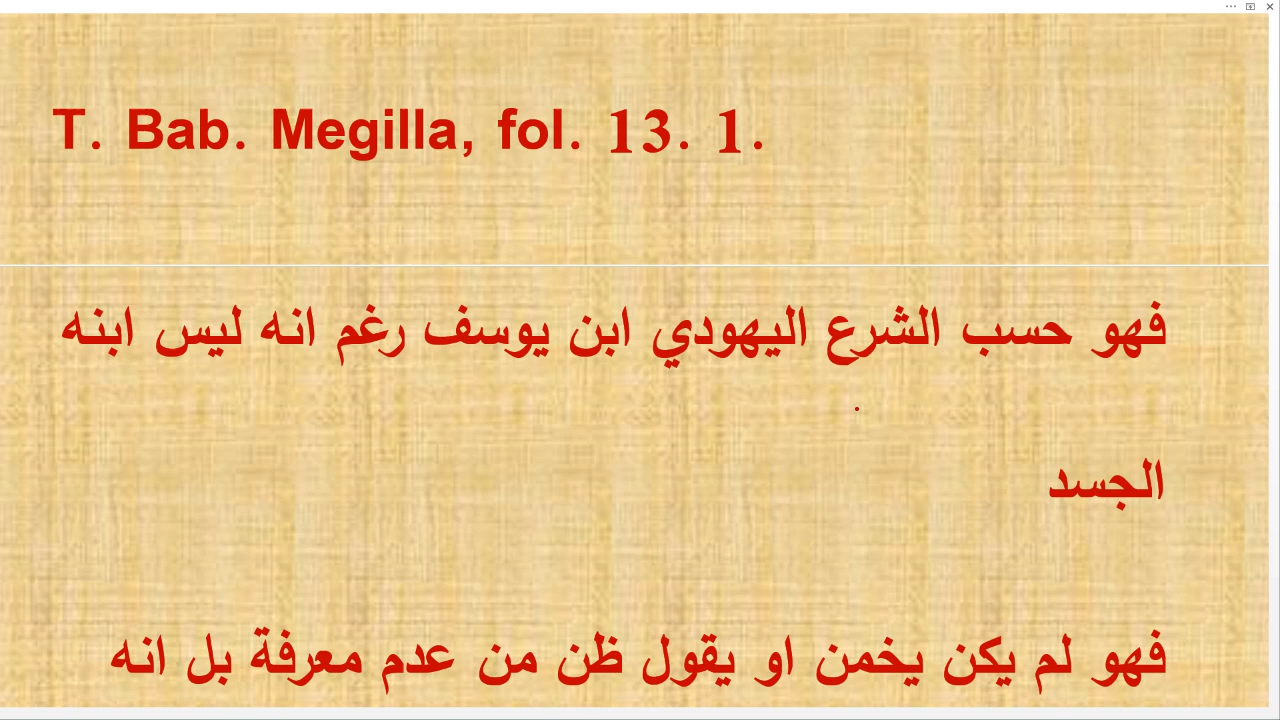 T. Bab. Megilla, fol. 13. 1.
فهو حسب الشرع اليهودي ابن يوسف رغم انه ليس ابنه
الجسد
فهو لم يكن يخمن او يقول ظن من عدم معرفة بل انه